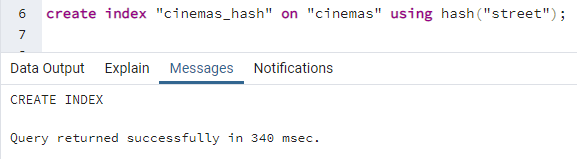 6 create index "cinemas_hash" on "cinemas" using hash("street");
7
Data Output Explain Messages Notifications
CREATE INDEX
Query returned successfully in 340 msec.